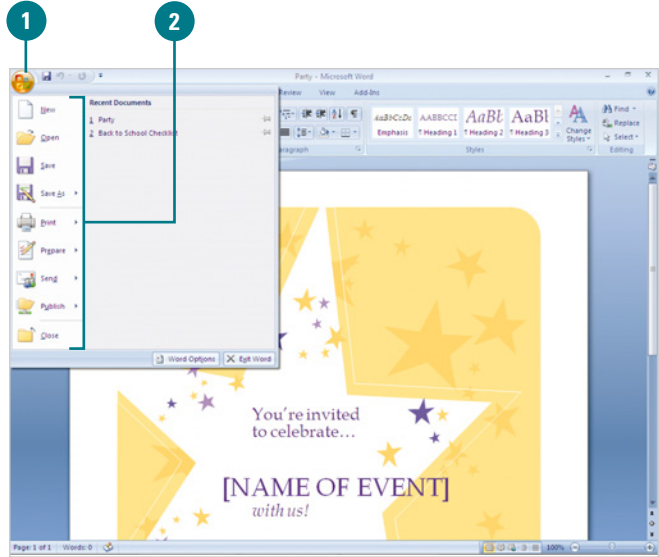 1
2
Party - Microsoft Word
Review View Add-Ins
New
Open
Save
Save As
Print
Prepare
Send
Publish
Close
Recent Documents
1 Party
2 Back to School Checklist
Word Options
Exit Word
AaBbCcDc AABBCCI AaBb AaBl
Emphasis ¶ Heading 1 ¶ Heading 2 ¶ Heading 3
Change
Styles
Find
Replace
Select
aragraph Styles Editing
You're invited
to celebrate...
[NAME OF EVENT]
with us!
Page: 1 of 1 Words: 0 100%